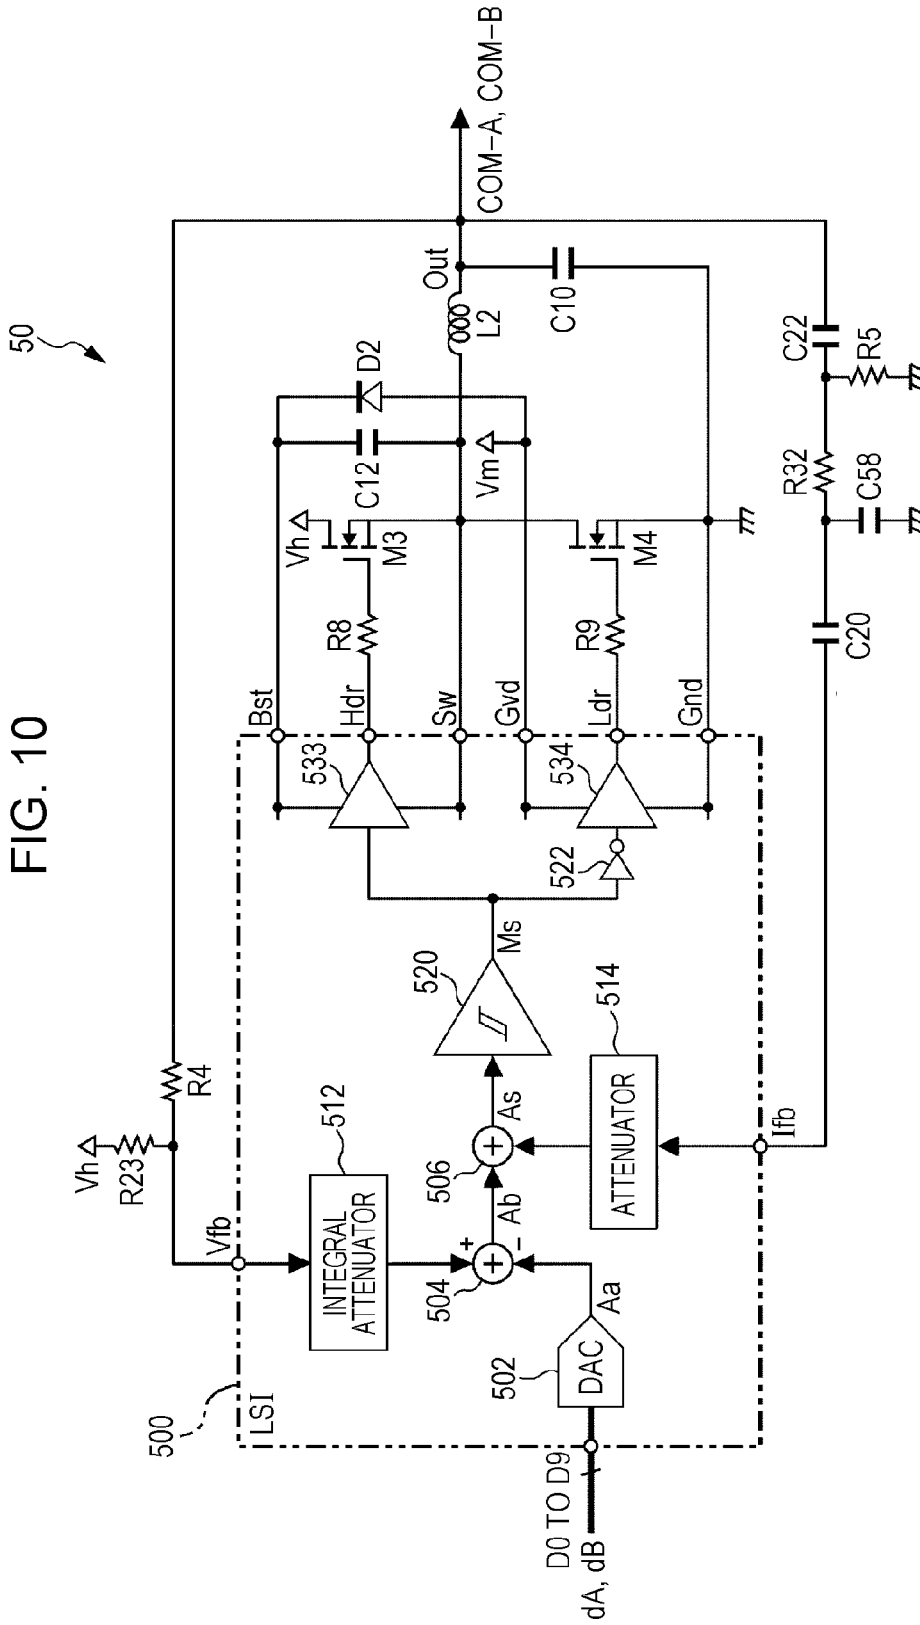 FIG. 10
50
Vh
R23
R4
Vfb
500
LSI
INTEGRAL
ATTENUATOR
512
D0 TO D9
dA, dB
502
DAC
Aa
504
+
+
−
Ab
506
+
As
520
Ms
ATTENUATOR
514
Ifb
522
533
534
Bst
Hdr
Sw
Gvd
Ldr
Gnd
R8
R9
Vh
M3
M4
C12
D2
Vm
L2
Out
C10
COM−A, COM−B
C20
R32
C58
C22
R5